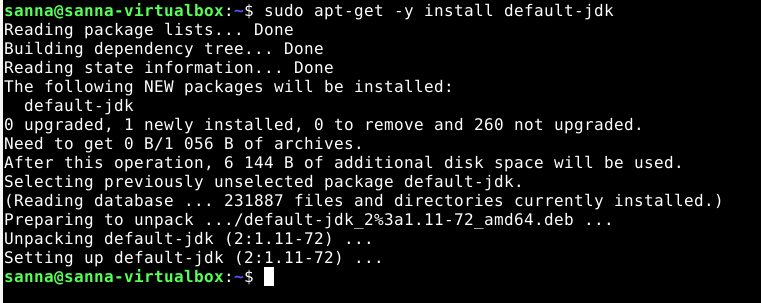 sanna@sanna-virtualbox:~$ sudo apt-get -y install default-jdk
Reading package lists... Done
Building dependency tree... Done
Reading state information... Done
The following NEW packages will be installed:
  default-jdk
0 upgraded, 1 newly installed, 0 to remove and 260 not upgraded.
Need to get 0 B/1 056 B of archives.
After this operation, 6 144 B of additional disk space will be used.
Selecting previously unselected package default-jdk.
(Reading database ... 231887 files and directories currently installed.)
Preparing to unpack .../default-jdk_2%3a1.11-72_amd64.deb ...
Unpacking default-jdk (2:1.11-72) ...
Setting up default-jdk (2:1.11-72) ...
sanna@sanna-virtualbox:~$